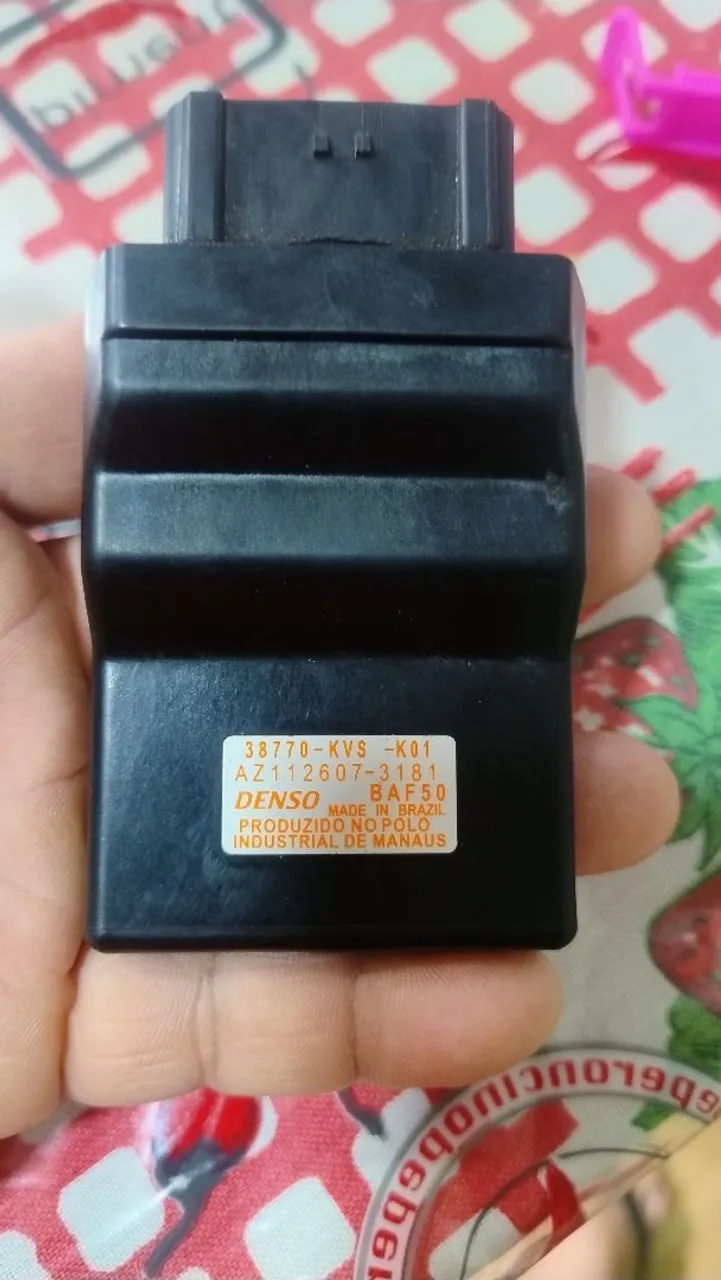 38770-KVS -K01
AZ112607-3181
DENSO BAF50
MADE IN BRAZIL
PRODUZIDO NO POLO
INDUSTRIAL DE MANAUS